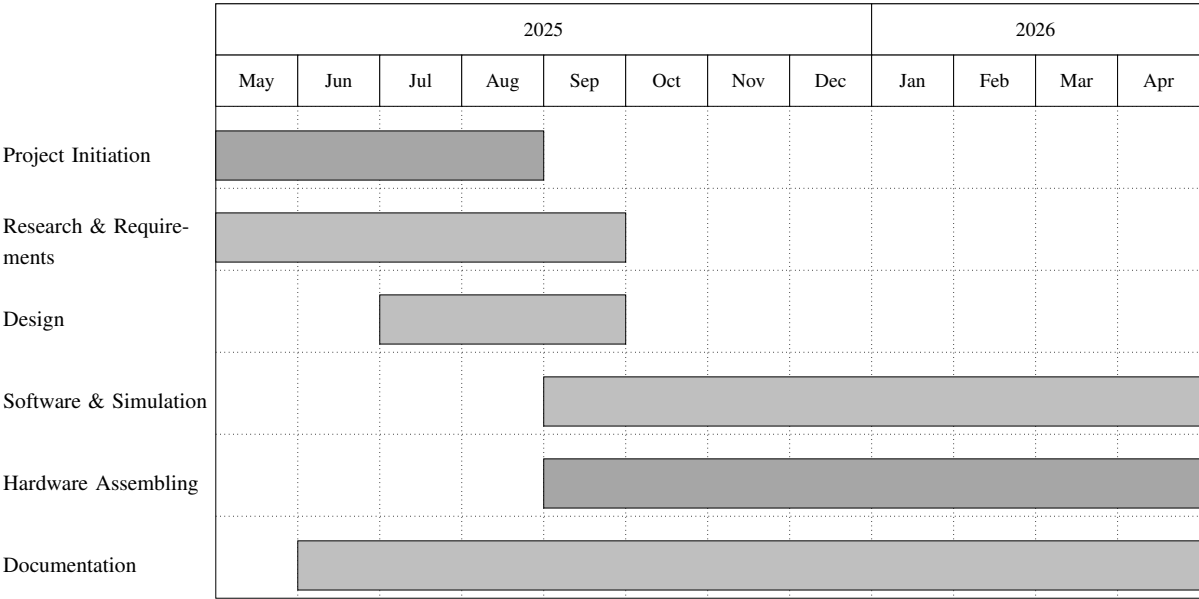 2025 2026
May Jun Jul Aug Sep Oct Nov Dec Jan Feb Mar Apr
Project Initiation
Research & Require-
ments
Design
Software & Simulation
Hardware Assembling
Documentation